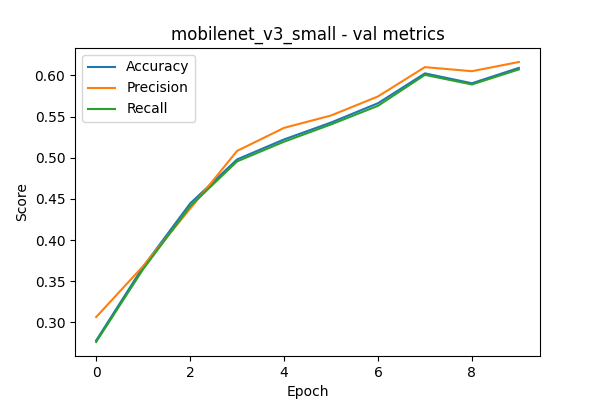 mobilenet_v3_small - val metrics
Accuracy
Precision
Recall
0.60
0.55
0.50
0.45
0.40
0.35
0.30
Score
0
2
4
6
8
Epoch